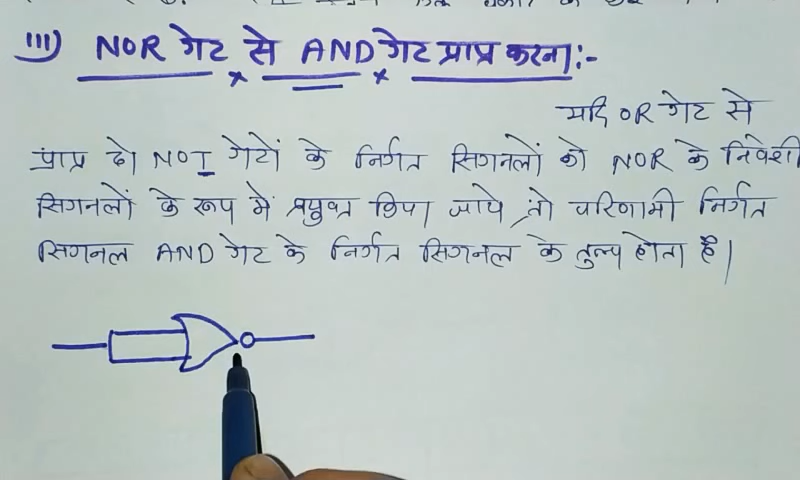 III) NOR गेट से AND गेट प्राप्त करना:-
यदि OR गेट से
प्राप्त दो NOT गेटों के निर्गत सिगनलों को NOR के निवेशी
सिगनलों के रूप मे प्रयुक्त किया जाये तो परिणामी निर्गत
सिगनल AND गेट के निर्गत सिगनल के तुल्य होता है।